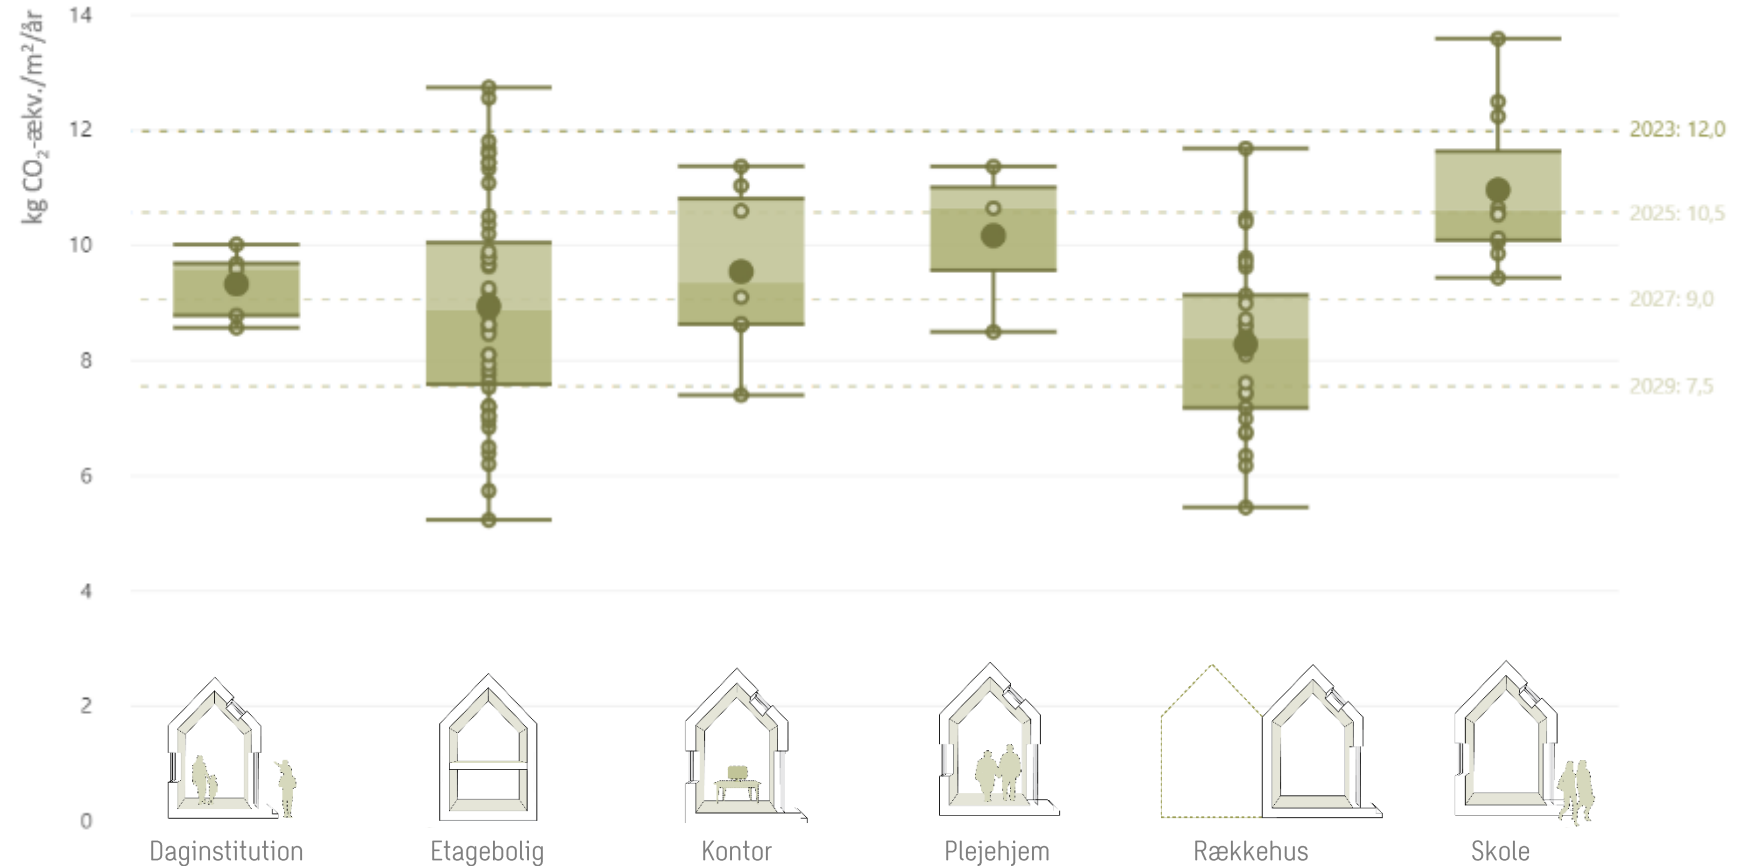 kg CO₂-ækv./m²/år
14
12
10
8
6
4
2
0
2023: 12,0
2025: 10,5
2027: 9,0
2029: 7,5
Daginstitution
Etagebolig
Kontor
Plejehjem
Rækkehus
Skole